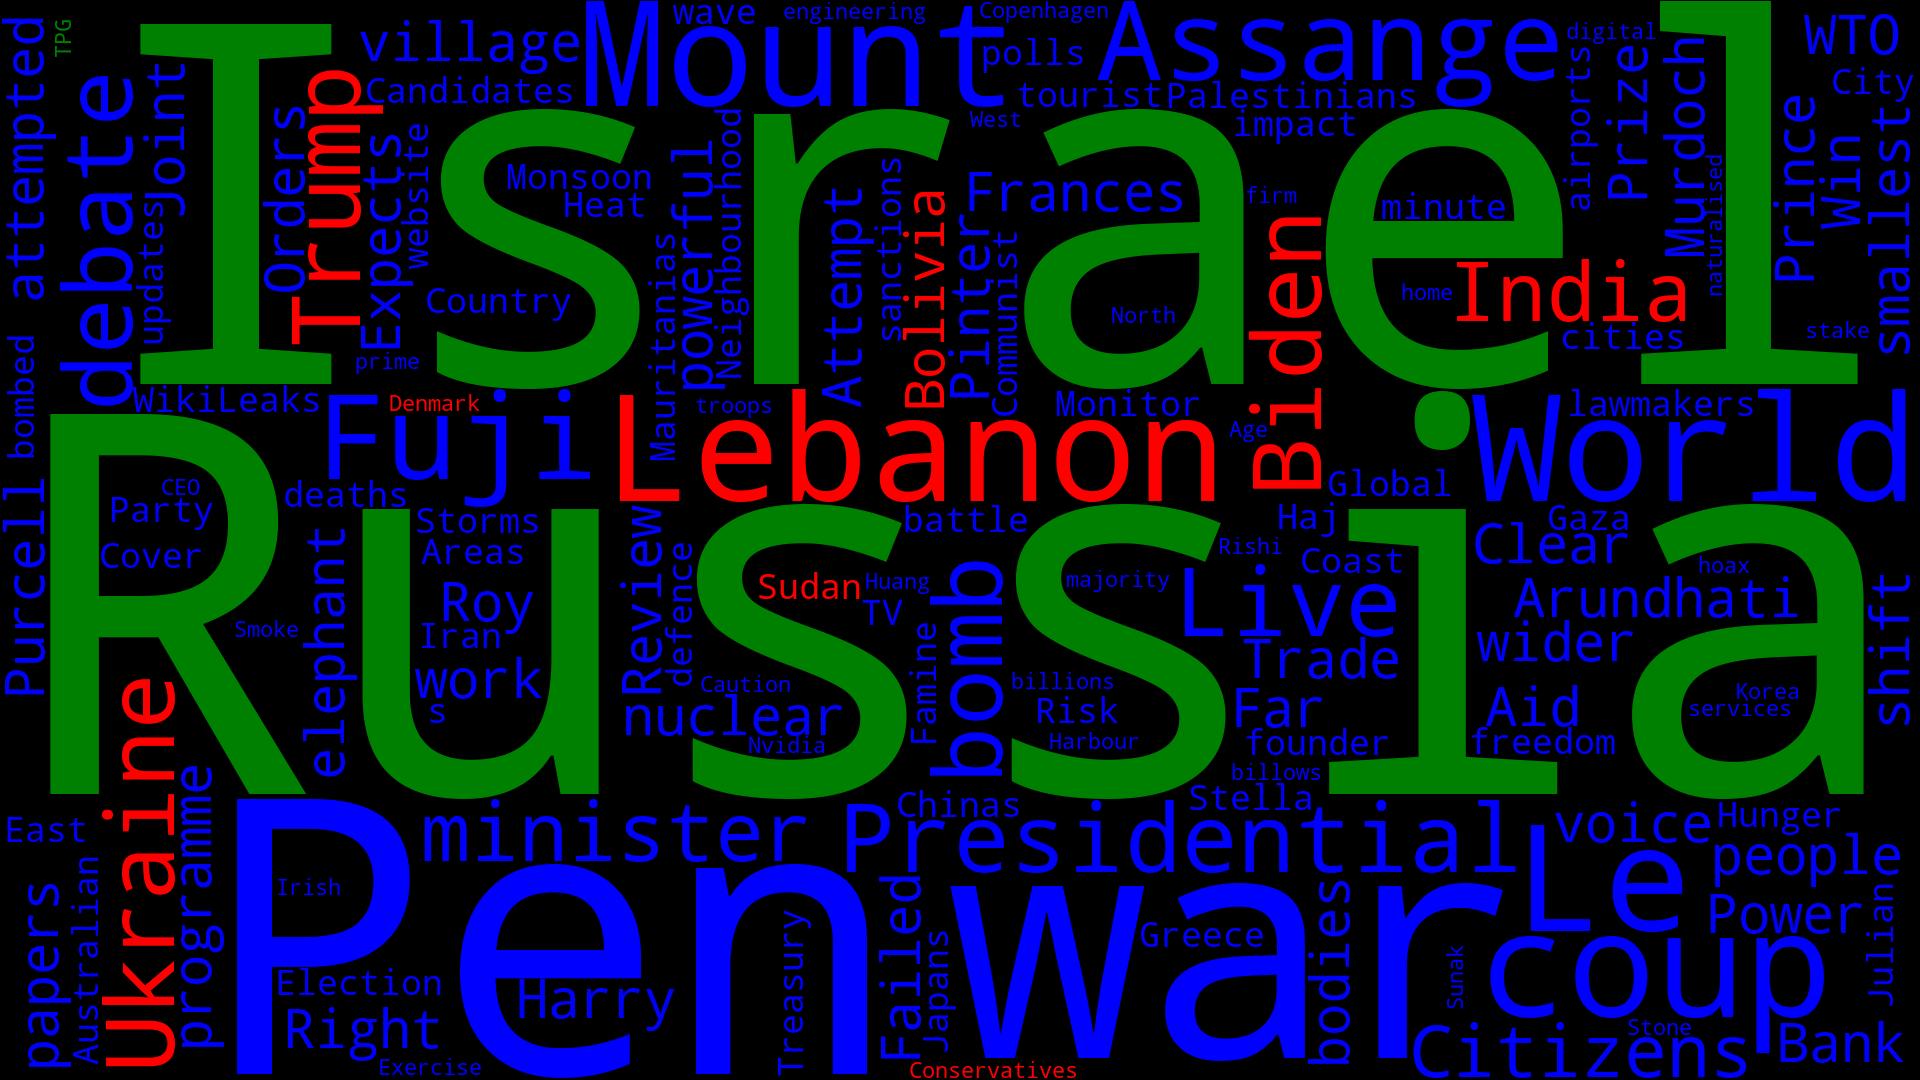 TPG
attempted
debate
Joint
updates
I
Orders
Trump
village
Candidates
Expects
website
prime
Mount
wave
engineering
Copenhagen
polls
Assange
tourist
Palestinians
impact
digital
airports
Prize
Murdoch
naturalised
WTO
City
Prince
Win
smallest
stake
Israel
Monsoon
Heat
Country
Mauritanias
powerful
Neighbourhood
Attempt
sanctions
Bolivia
Pinter
Communist
West
Frances
North
firm
Biden
minute
home
India
cities
bombed
WikiLeaks
Fuji
Denmark
troops
Lebanon
Monitor
Age
Global
World
lawmakers
Purcell
Russia
CEO
Party
Cover
deaths
Smoke
elephant
Storms
Areas
Roy
Iran
work
s
Review
defence
nuclear
Sudan
Huang
TV
Caution
Nvidia
Famine
battle
bomb
majority
billions
Risk
Harbour
Rishi
Haj
Coast
Live
Trade
Far
founder
billows
Gaza
Clear
hoax
Arundhati
wider
Aid
freedom
Korea
services
shift
East
papers
Australian
Ukraine
programme
Pen
Irish
Election
Right
Exercise
minister
Harry
Treasury
Presidential
Chinas
Stella
Failed
Japans
war
Greece
Conservatives
bodies
Sunak
voice
Le
Hunger
people
Power
coup
Julian
Citizens
Stone
Bank